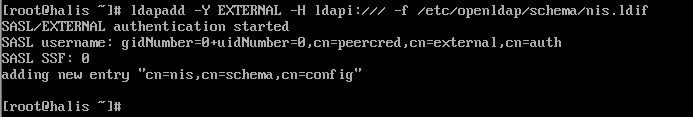 [root@halis ~]# ldapadd -Y EXTERNAL -H ldapi:/// -f /etc/openldap/schema/nis.ldif
SASL/EXTERNAL authentication started
SASL username: gidNumber=0+uidNumber=0,cn=peercred,cn=external,cn=auth
SASL SSF: 0
adding new entry "cn=nis,cn=schema,cn=config"
[root@halis ~]#